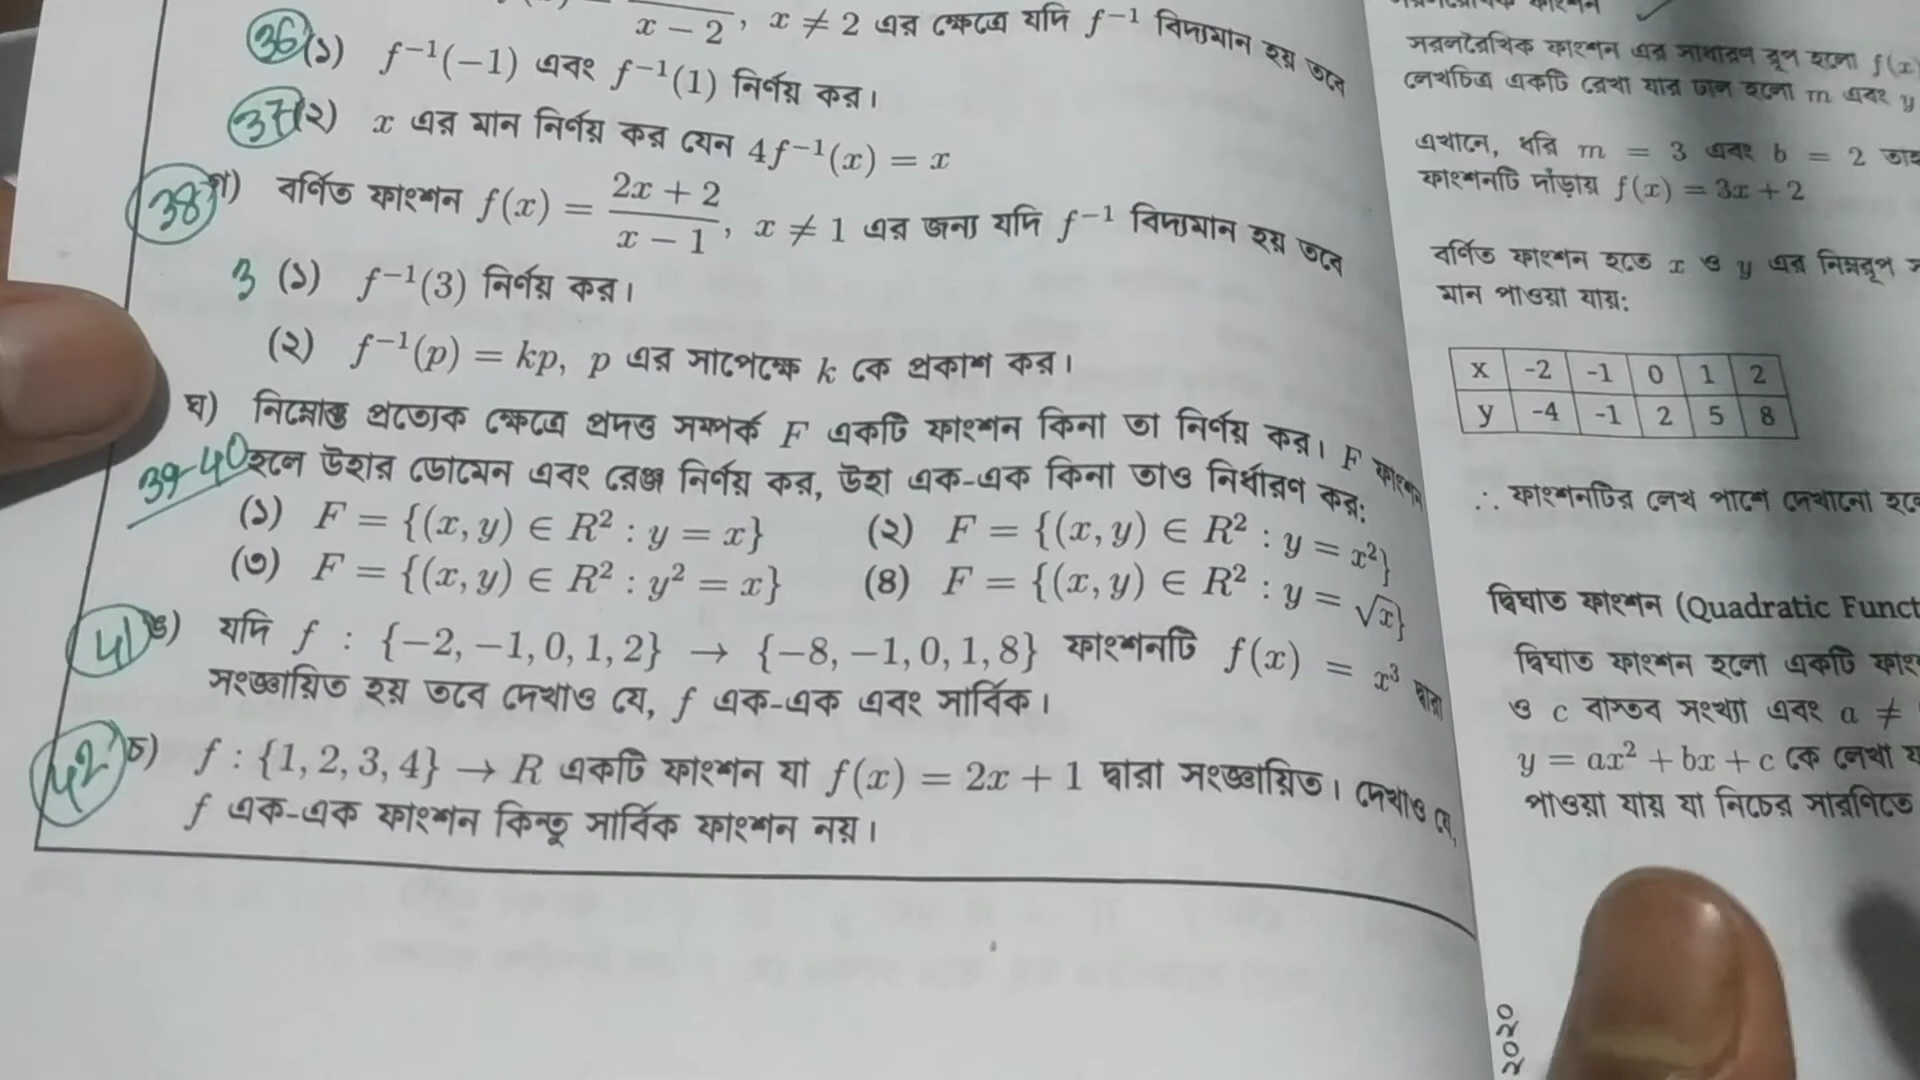 x − 2, x ≠ 2 এর ক্ষেত্রে যদি f⁻¹ বিদ্যমান হয় তবে
36 (১) f⁻¹(−1) এবং f⁻¹(1) নির্ণয় কর।
37 (২) x এর মান নির্ণয় কর যেন 4f⁻¹(x) = x
38 গ) বর্ণিত ফাংশন f(x) = (2x + 2)/(x − 1), x ≠ 1 এর জন্য যদি f⁻¹ বিদ্যমান হয় তবে
3 (১) f⁻¹(3) নির্ণয় কর।
(২) f⁻¹(p) = kp, p এর সাপেক্ষে k কে প্রকাশ কর।
ঘ) নিম্নোক্ত প্রত্যেক ক্ষেত্রে প্রদত্ত সম্পর্ক F একটি ফাংশন কিনা তা নির্ণয় কর। F ফাংশন
39-40 হলে উহার ডোমেন এবং রেঞ্জ নির্ণয় কর, উহা এক-এক কিনা তাও নির্ধারণ কর:
(১) F = {(x, y) ∈ R² : y = x} (২) F = {(x, y) ∈ R² : y = x²}
(৩) F = {(x, y) ∈ R² : y² = x} (8) F = {(x, y) ∈ R² : y = √x}
41 ঙ) যদি f : {−2, −1, 0, 1, 2} → {−8, −1, 0, 1, 8} ফাংশনটি f(x) = x³ দ্বারা
সংজ্ঞায়িত হয় তবে দেখাও যে, f এক-এক এবং সার্বিক।
42 চ) f : {1, 2, 3, 4} → R একটি ফাংশন যা f(x) = 2x + 1 দ্বারা সংজ্ঞায়িত। দেখাও যে,
f এক-এক ফাংশন কিন্তু সার্বিক ফাংশন নয়।
সরলরৈখিক ফাংশন এর সাধারণ রূপ হলো f(x)
লেখচিত্র একটি রেখা যার ঢাল হলো m এবং y
এখানে, ধরি m = 3 এবং b = 2
ফাংশনটি দাঁড়ায় f(x) = 3x + 2
বর্ণিত ফাংশন হতে x ও y এর নিম্নরূপ
মান পাওয়া যায়:
x -2 -1 0 1 2
y -4 -1 2 5 8
∴ ফাংশনটির লেখ পাশে দেখানো
দ্বিঘাত ফাংশন (Quadratic Funct
দ্বিঘাত ফাংশন হলো একটি
ও c বাস্তব সংখ্যা এবং a ≠
y = ax² + bx + c কে লেখা
পাওয়া যায় যা নিচের সারণিতে
2020